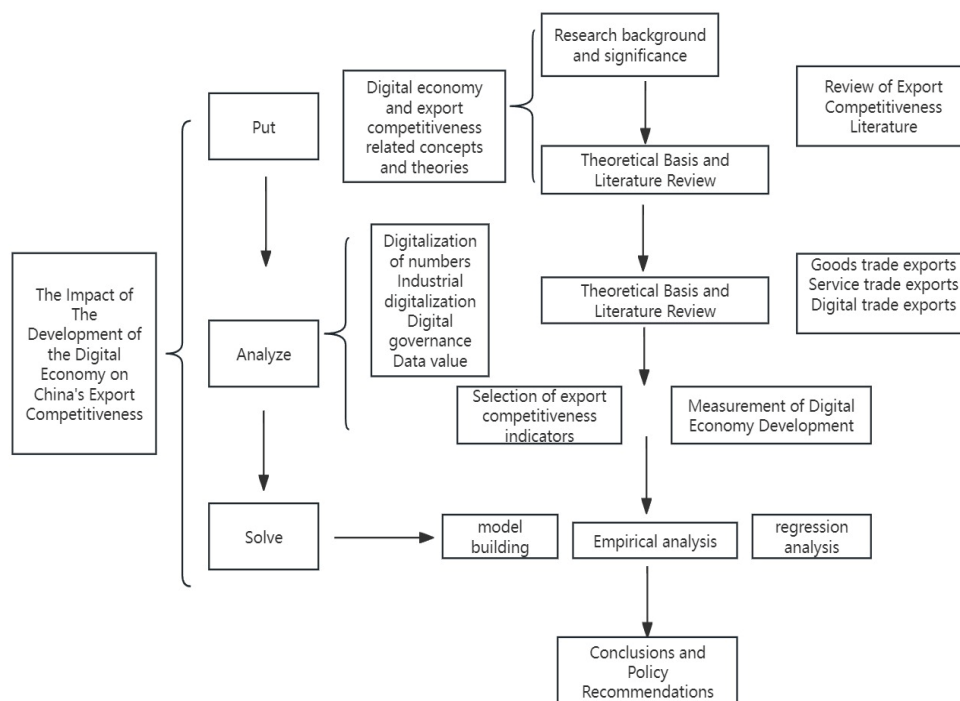 Research background
and significance
Digital economy
and export
competitiveness
related concepts
and theories
Review of Export
Competitiveness
Literature
Put
Theoretical Basis and
Literature Review
Digitalization
of numbers
Industrial
digitalization
Digital
governance
Data value
Goods trade exports
Service trade exports
Digital trade exports
The Impact of
The
Development of
the Digital
Economy on
China's Export
Competitiveness
Theoretical Basis and
Literature Review
Analyze
Selection of export
competitiveness
indicators
Measurement of Digital
Economy Development
Solve
model
building
Empirical analysis
regression
analysis
Conclusions and
Policy
Recommendations